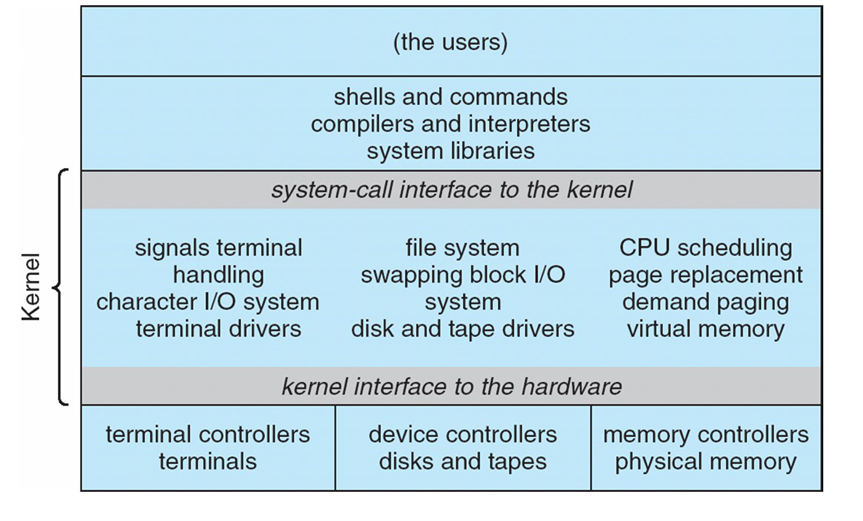 (the users)
shells and commands
compilers and interpreters
system libraries
system-call interface to the kernel
Kernel
signals terminal
handling
character I/O system
terminal drivers
file system
swapping block I/O
system
disk and tape drivers
CPU scheduling
page replacement
demand paging
virtual memory
kernel interface to the hardware
terminal controllers
terminals
device controllers
disks and tapes
memory controllers
physical memory